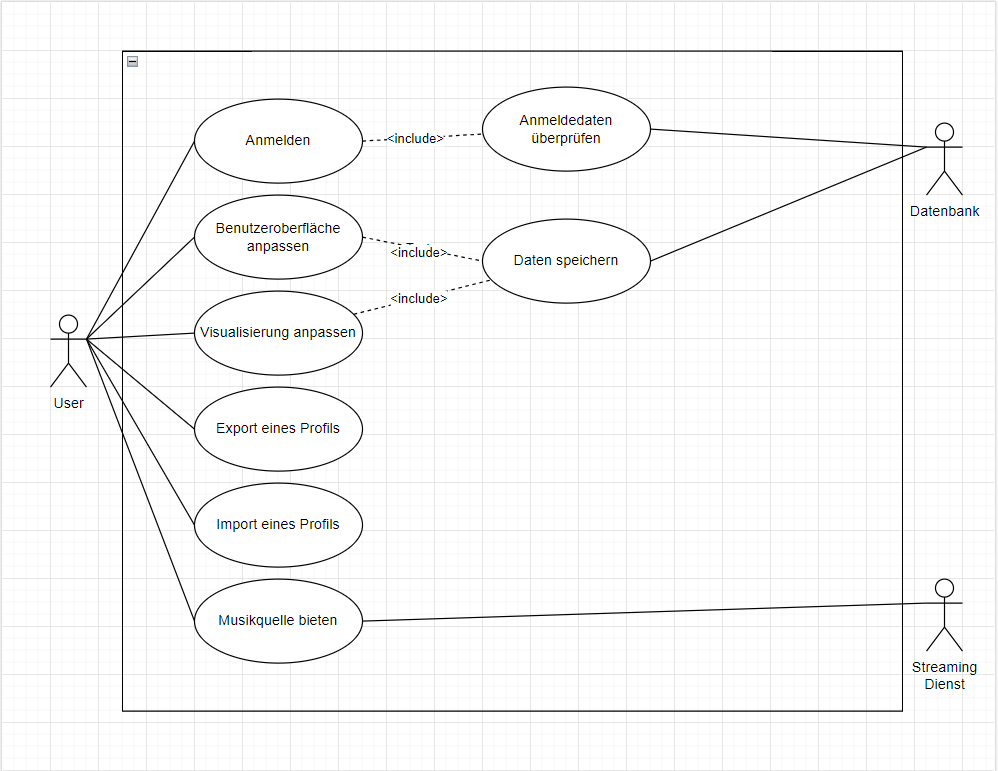 Anmelden
<include>
Anmeldedaten
überprüfen
Datenbank
Benutzeroberfläche
anpassen
<include>
Daten speichern
<include>
Visualisierung anpassen
User
Export eines Profils
Import eines Profils
Musikquelle bieten
Streaming
Dienst